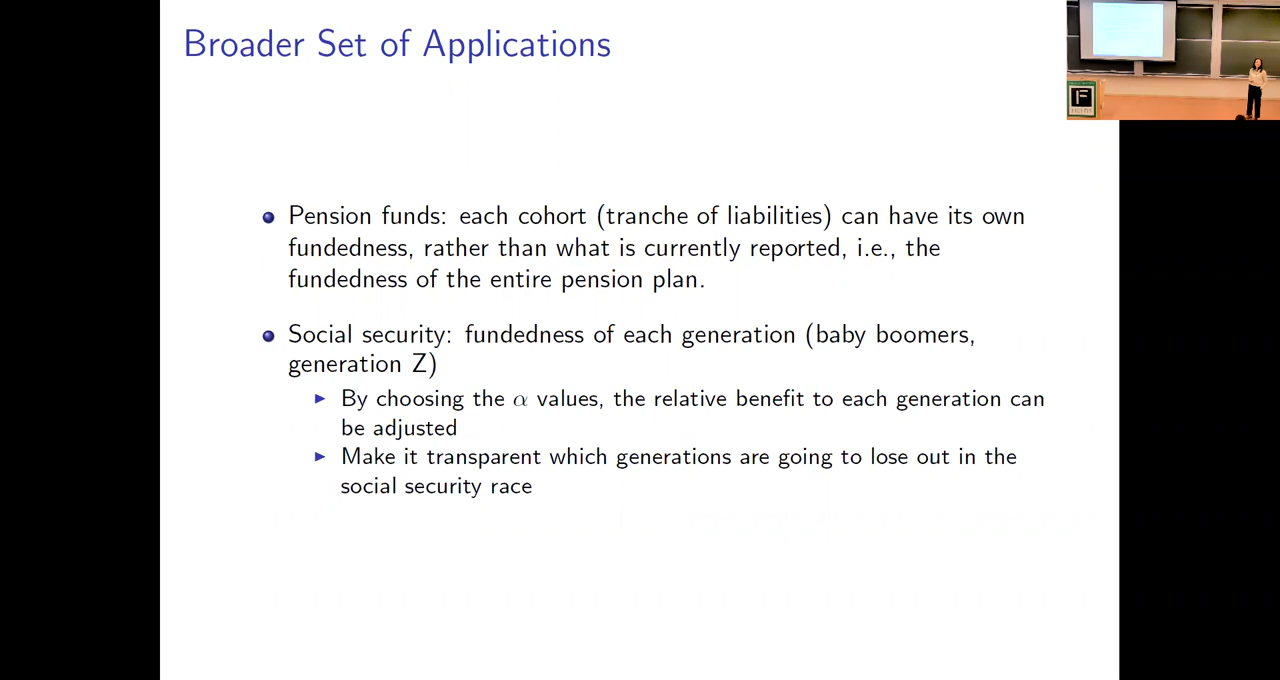 Broader Set of Applications
Pension funds: each cohort (tranche of liabilities) can have its own
fundedness, rather than what is currently reported, i.e., the
fundedness of the entire pension plan.
Social security: fundedness of each generation (baby boomers,
generation Z)
By choosing the α values, the relative benefit to each generation can
be adjusted
Make it transparent which generations are going to lose out in the
social security race
F